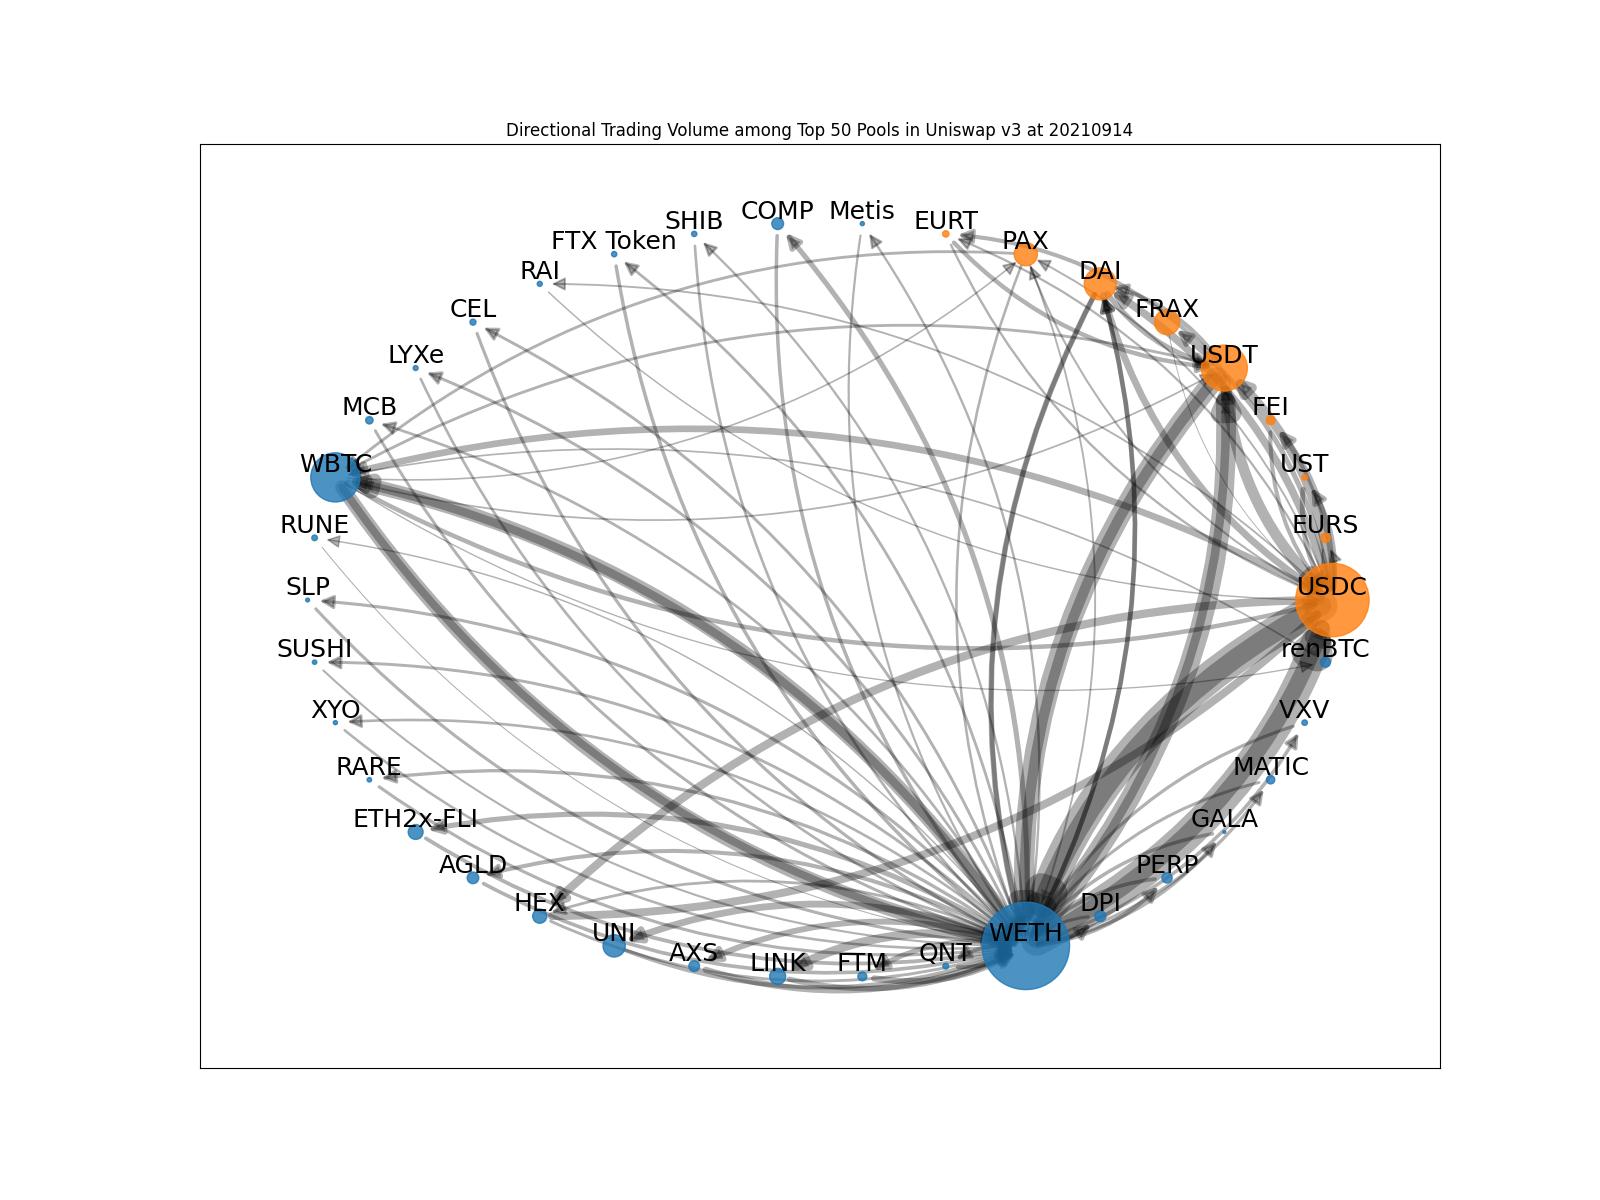 Directional Trading Volume among Top 50 Pools in Uniswap v3 at 20210914
COMP
Metis
SHIB
EURT
FTX Token
PAX
RAI
DAI
CEL
FRAX
LYXe
USDT
MCB
FEI
WBTC
UST
RUNE
EURS
SLP
USDC
SUSHI
renBTC
XYO
VXV
RARE
MATIC
ETH2x-FLI
GALA
AGLD
PERP
HEX
DPI
UNI
WETH
AXS
QNT
LINK
FTM